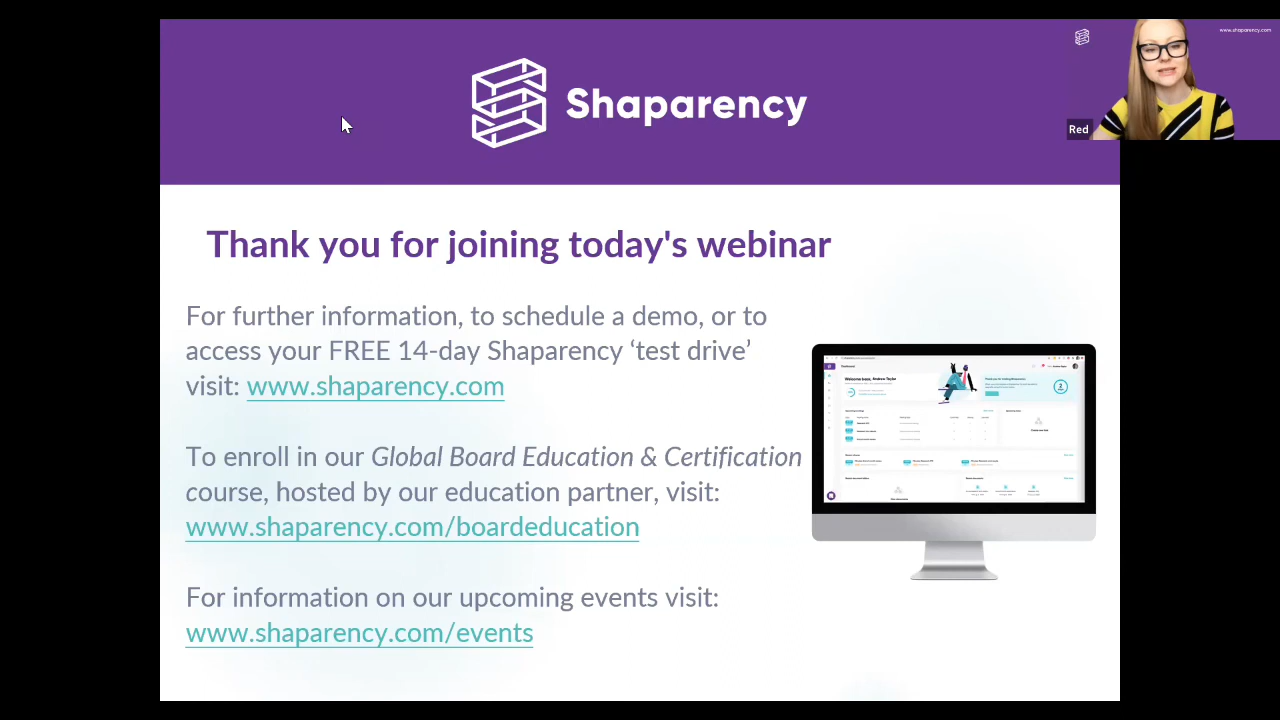 Shaparency
www.shaparency.com
Red
Thank you for joining today's webinar
For further information, to schedule a demo, or to
access your FREE 14-day Shaparency ‘test drive’
visit: www.shaparency.com
To enroll in our Global Board Education & Certification
course, hosted by our education partner, visit:
www.shaparency.com/boardeducation
For information on our upcoming events visit:
www.shaparency.com/events